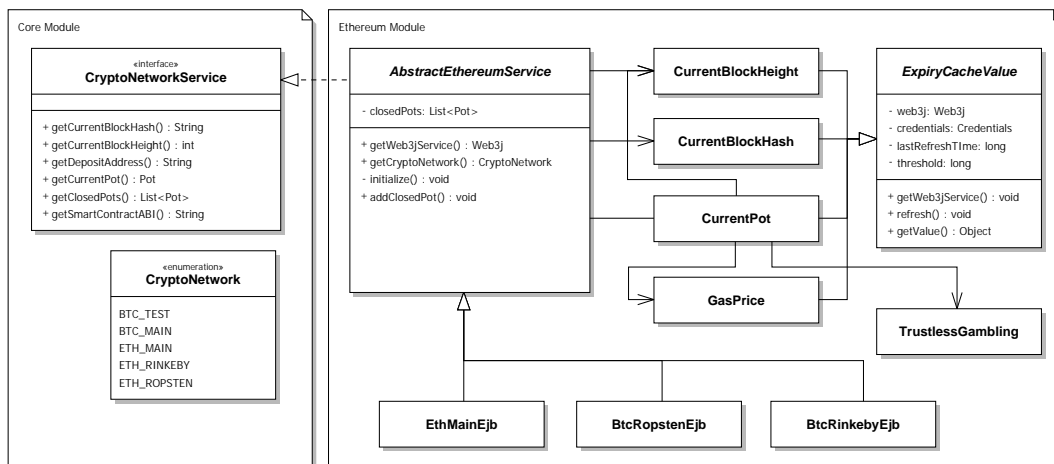 Core Module
«interface»
CryptoNetworkService
+ getCurrentBlockHash() : String
+ getCurrentBlockHeight() : int
+ getDepositAddress() : String
+ getCurrentPot() : Pot
+ getClosedPots() : List<Pot>
+ getSmartContractABI() : String
«enumeration»
CryptoNetwork
BTC_TEST
BTC_MAIN
ETH_MAIN
ETH_RINKEBY
ETH_ROPSTEN
Ethereum Module
AbstractEthereumService
- closedPots: List<Pot>
+ getWeb3jService() : Web3j
+ getCryptoNetwork() : CryptoNetwork
- initialize() : void
+ addClosedPot() : void
CurrentBlockHeight
CurrentBlockHash
CurrentPot
GasPrice
ExpiryCacheValue
- web3j: Web3j
- credentials: Credentials
- lastRefreshTIme: long
- threshold: long
+ getWeb3jService() : void
+ refresh() : void
+ getValue() : Object
TrustlessGambling
EthMainEjb
BtcRopstenEjb
BtcRinkebyEjb